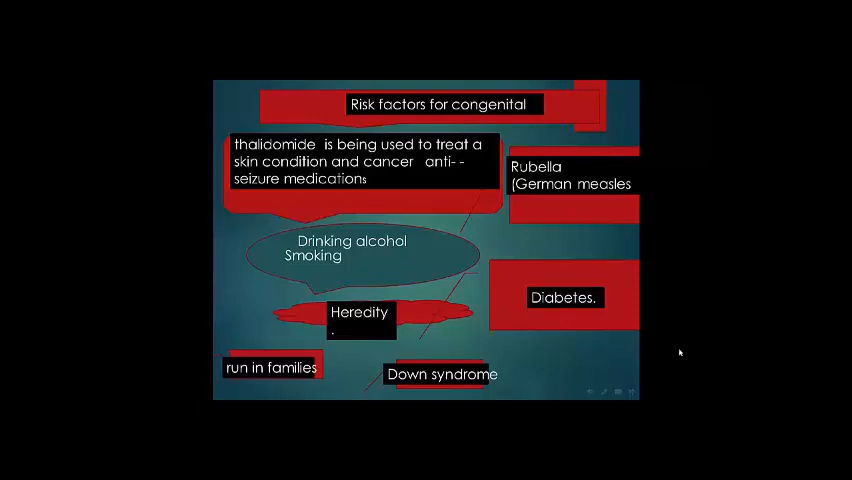 Risk factors for congenital
thalidomide is being used to treat a
skin condition and cancer anti- -
seizure medications
Rubella
(German measles
Drinking alcohol
Smoking
Diabetes.
Heredity
.
run in families
Down syndrome